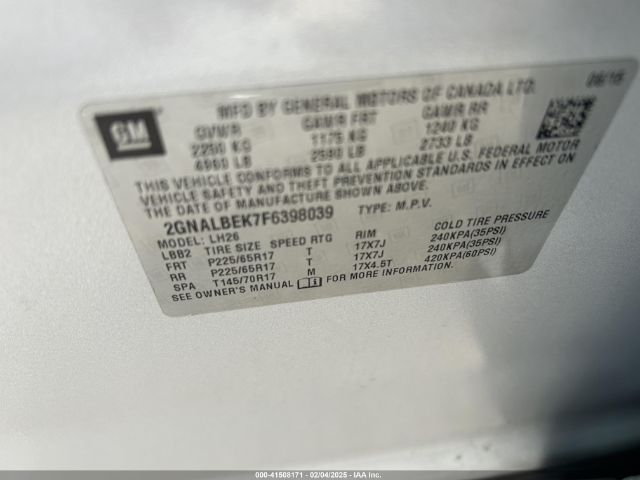 06/15
MFD BY GENERAL MOTORS OF CANADA LTD.
GM
GVWR GAWR FRT GAWR RR
2250 KG 1175 KG 1240 KG
4960 LB 2590 LB 2733 LB
THIS VEHICLE CONFORMS TO ALL APPLICABLE U.S. FEDERAL MOTOR
VEHICLE SAFETY AND THEFT PREVENTION STANDARDS IN EFFECT ON
THE DATE OF MANUFACTURE SHOWN ABOVE.
2GNALBEK7F6398039 TYPE: M.P.V.
MODEL: LH26
LBB2 TIRE SIZE SPEED RTG RIM COLD TIRE PRESSURE
FRT P225/65R17 T 17X7J 240KPA(35PSI)
RR P225/65R17 T 17X7J 240KPA(35PSI)
SPA T145/70R17 M 17X4.5T 420KPA(60PSI)
SEE OWNER'S MANUAL FOR MORE INFORMATION.
000-41508171 - 02/04/2025 - IAA Inc.